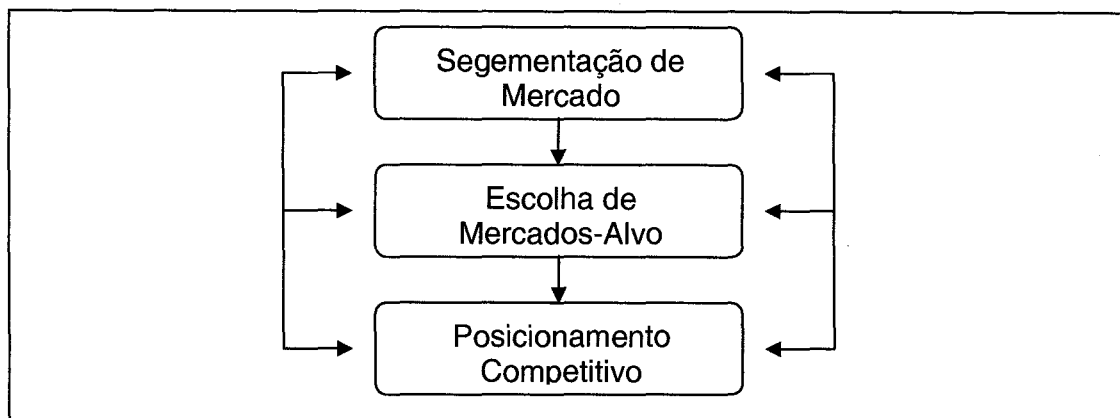 Segementação de
Mercado
Escolha de
Mercados-Alvo
Posicionamento
Competitivo